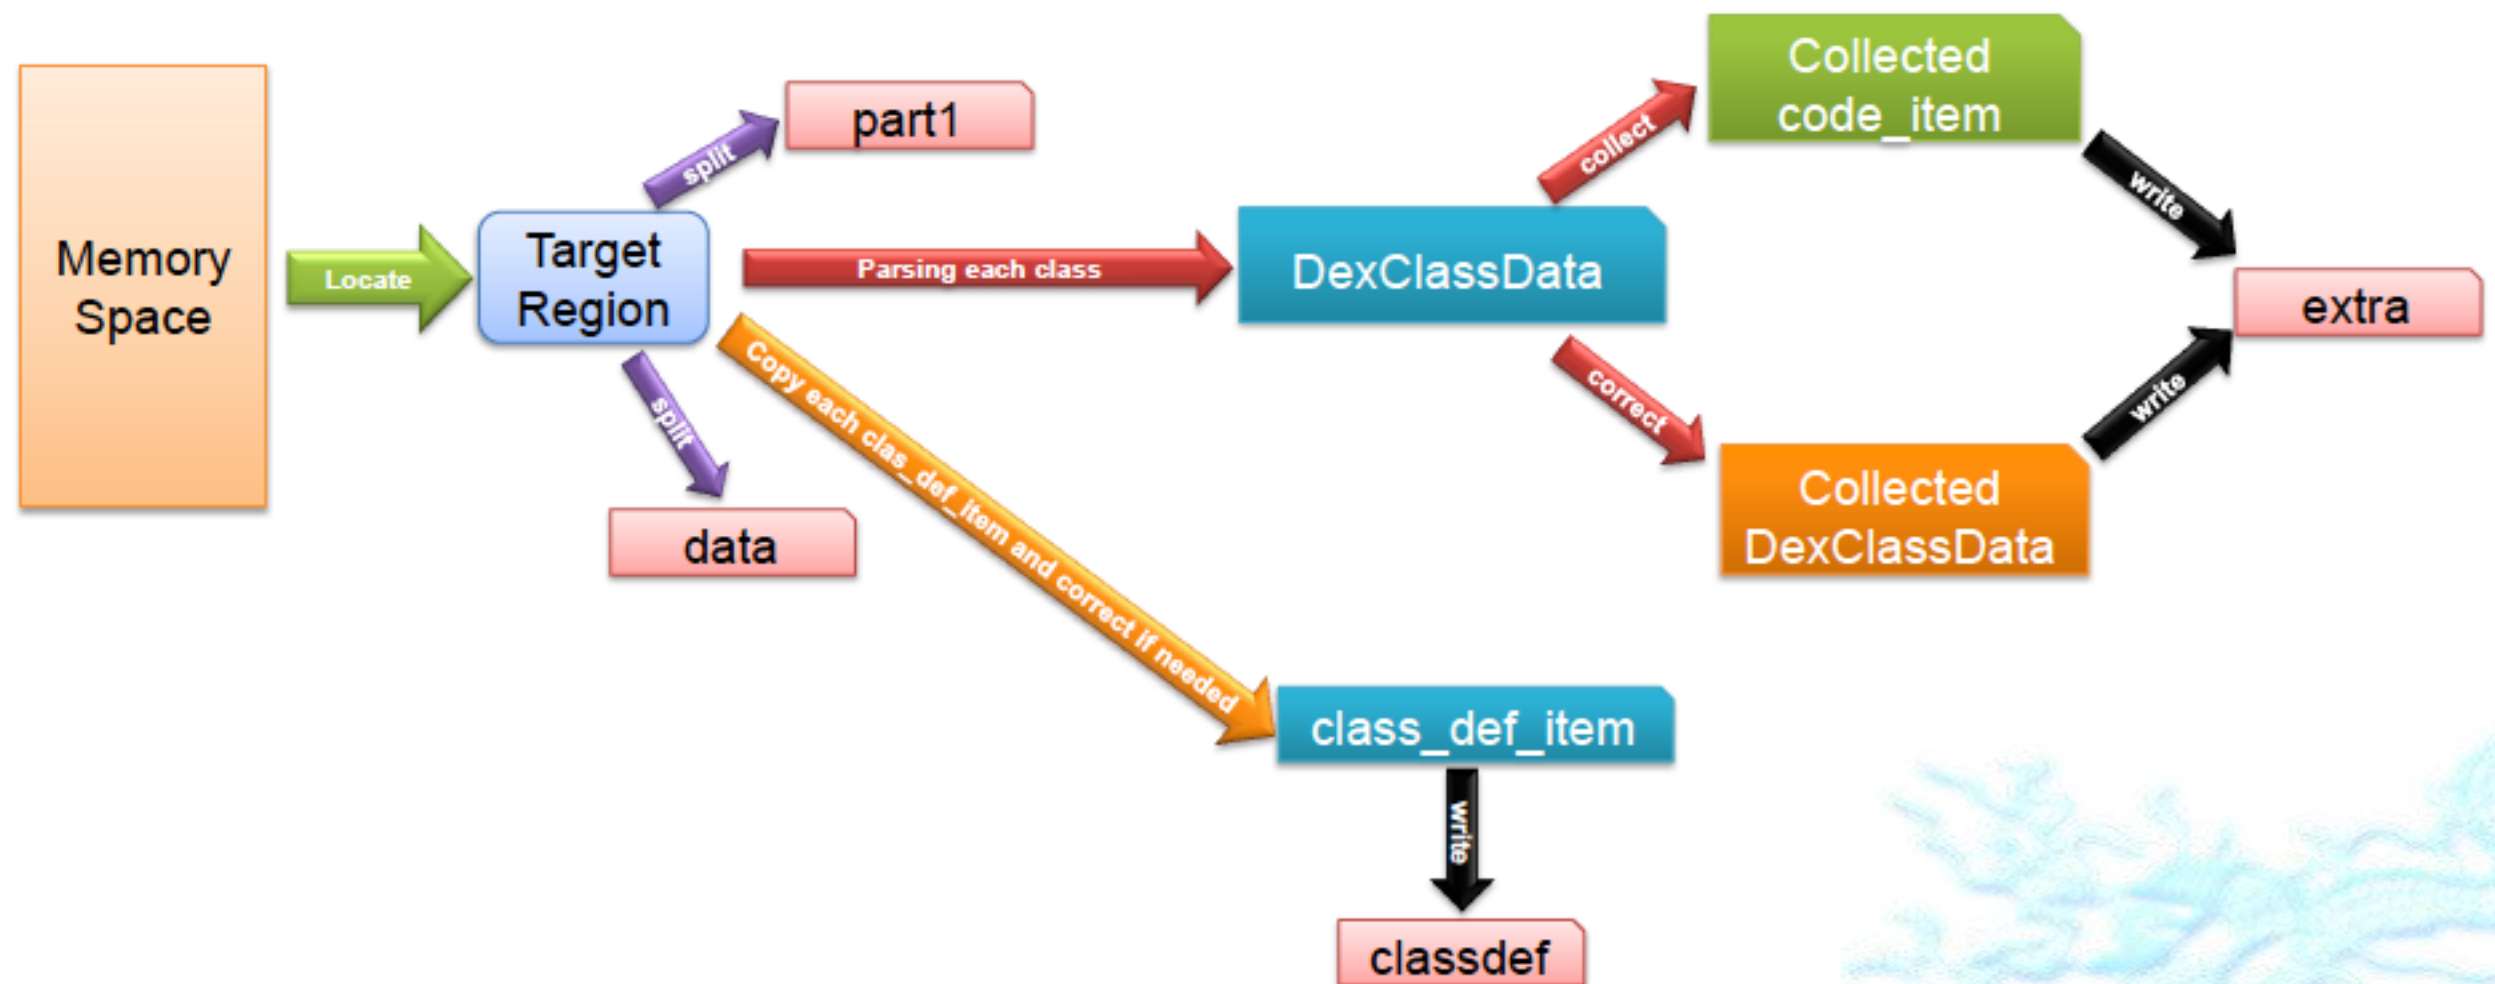 Memory
Space
Locate
Target
Region
split
part1
split
data
Parsing each class
DexClassData
collect
Collected
code_item
correct
Collected
DexClassData
write
write
extra
Copy each clas_def_item and correct if needed
class_def_item
write
classdef